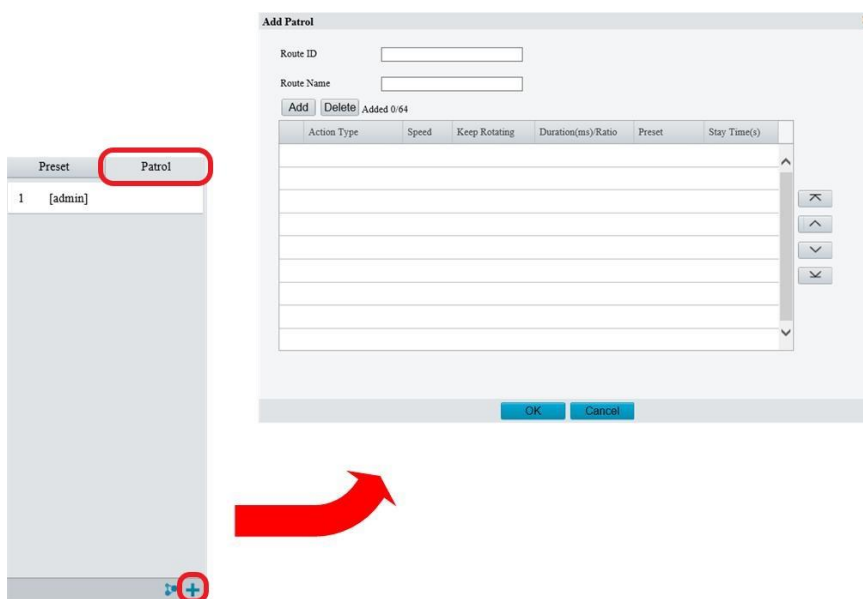 Preset Patrol
1 [admin]
Add Patrol
Route ID
Route Name
Add Delete Added 0/64
Action Type Speed Keep Rotating Duration(ms)/Ratio Preset Stay Time(s)
OK Cancel